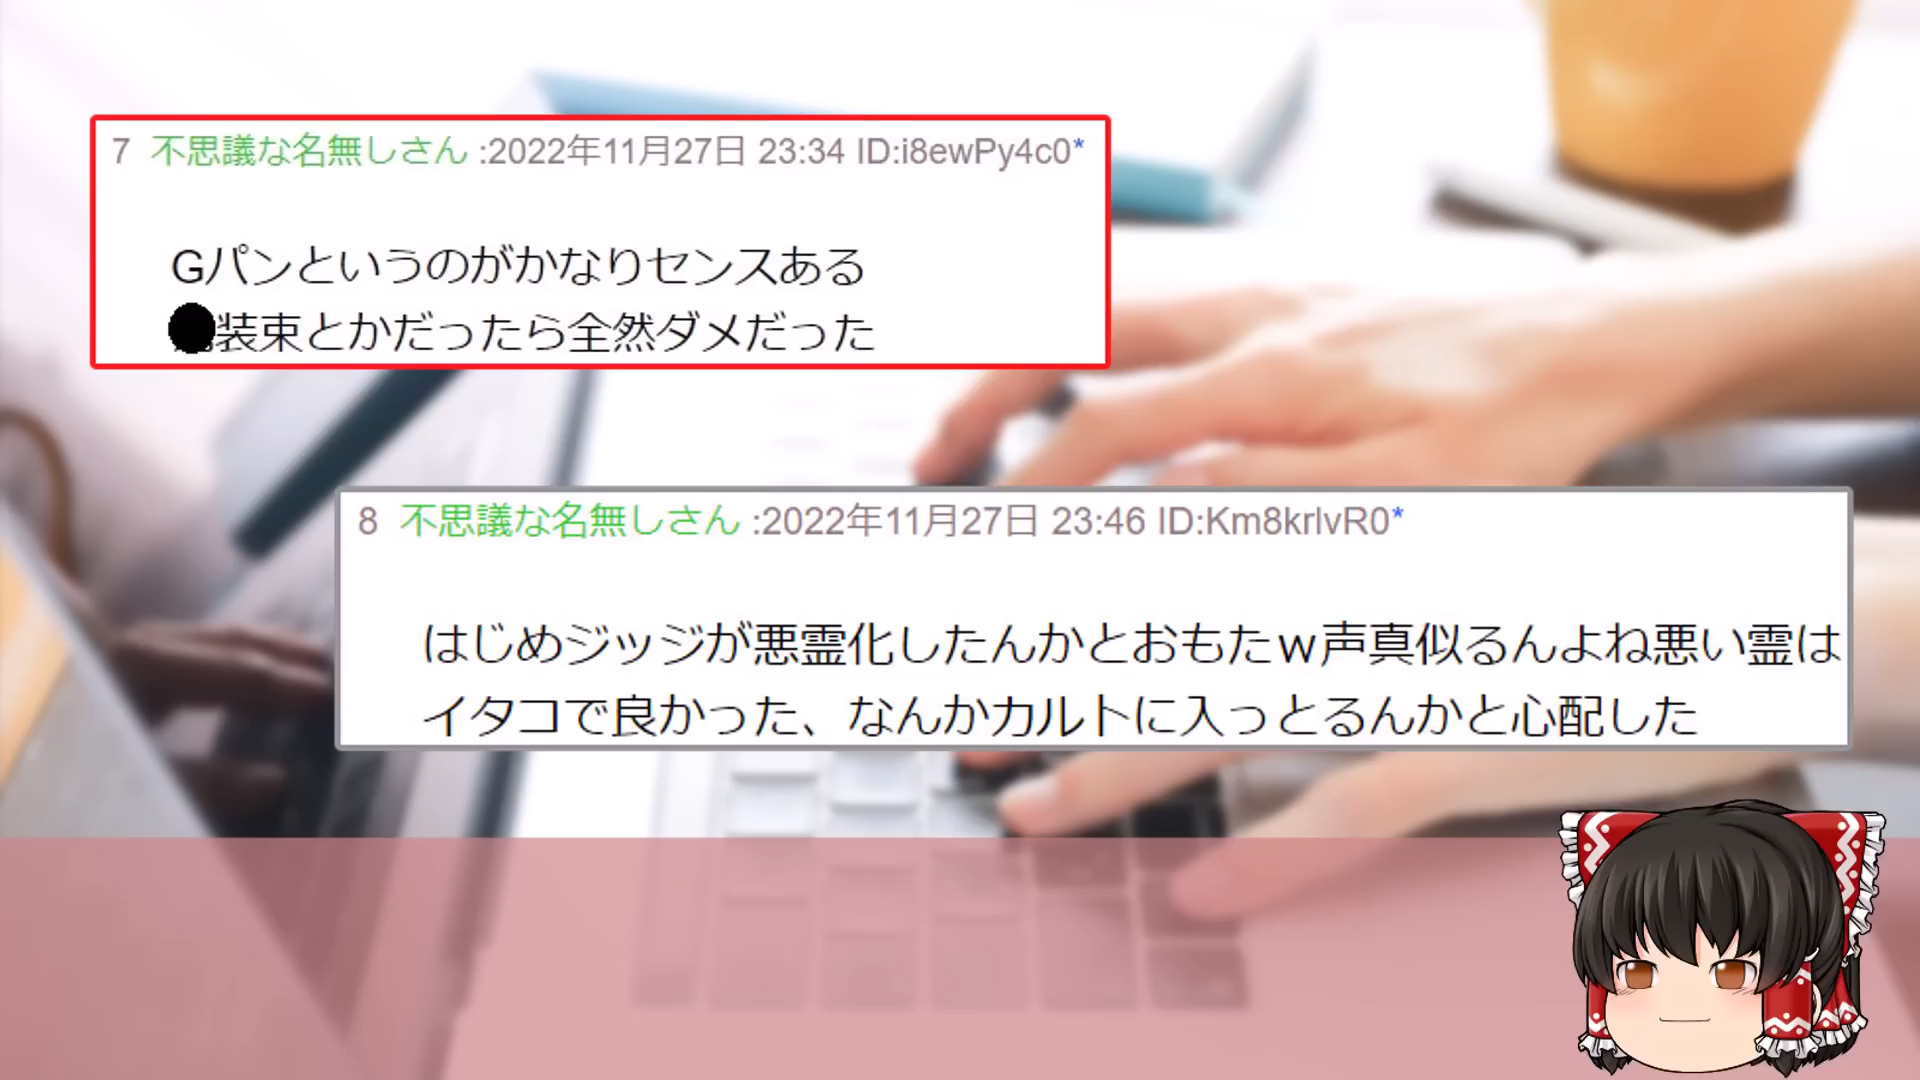 7 不思議な名無しさん :2022年11月27日 23:34 ID:i8ewPy4c0*
Gパンというのがかなりセンスある
●装束とかだったら全然ダメだった
8 不思議な名無しさん :2022年11月27日 23:46 ID:Km8krlvR0*
はじめジッジが悪霊化したんかとおもたw声真似るんよね悪い霊は
イタコで良かった、なんかカルトに入っとるんかと心配した